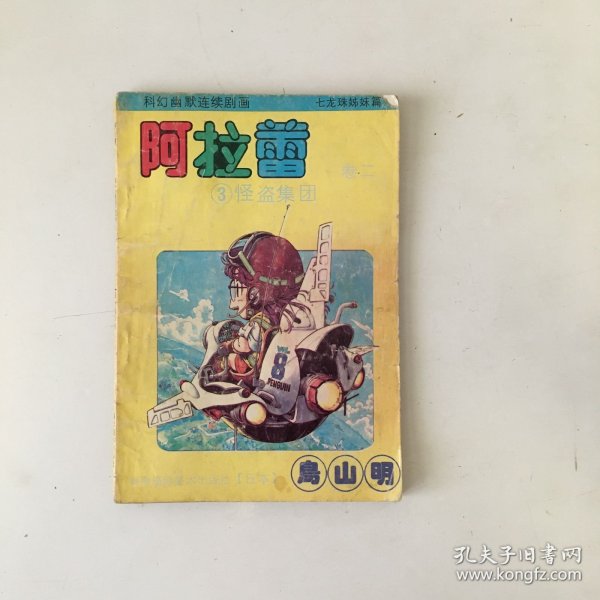 科幻幽默连续剧画 七龙珠姊妹篇
阿拉蕾
卷二
③怪盗集团
VOL.
8
PENGUIN
鳥山明
孔夫子旧书网
www.kongfz.com